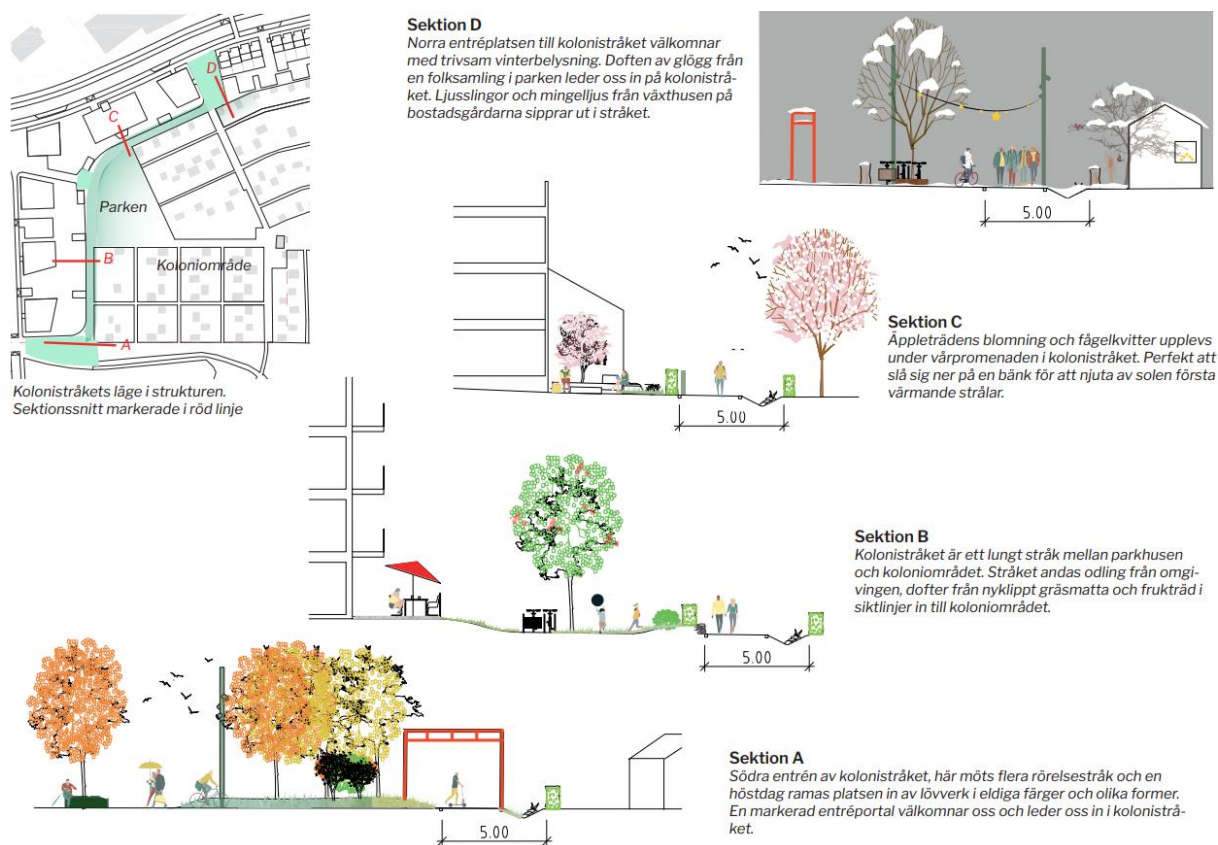 D
C
Parken
B
Koloniområde
A
Kolonistråkets läge i strukturen.
Sektionssnitt markerade i röd linje
Sektion D
Norra entréplatsen till kolonistråket välkomnar
med trivsam vinterbelysning. Doften av glögg från
en folksamling i parken leder oss in på kolonistrå-
ket. Ljusslingor och mingelljus från växthusen på
bostadsgårdarna sipprar ut i stråket.
5.00
Sektion C
Äppleträdens blomning och fågelkvitter upplevs
under vårpromenaden i kolonistråket. Perfekt att
slå sig ner på en bänk för att njuta av solen första
värmande strålar.
5.00
Sektion B
Kolonistråket är ett lungt stråk mellan parkhusen
och koloniområdet. Stråket andas odling från omgi-
vingen, dofter från nyklippt gräsmatta och frukträd i
siktlinjer in till koloniområdet.
5.00
Sektion A
Södra entrén av kolonistråket, här möts flera rörelsestråk och en
höstdag ramas platsen in av lövverk i eldiga färger och olika former.
En markerad entréportal välkomnar oss och leder oss in i kolonistrå-
ket.
5.00